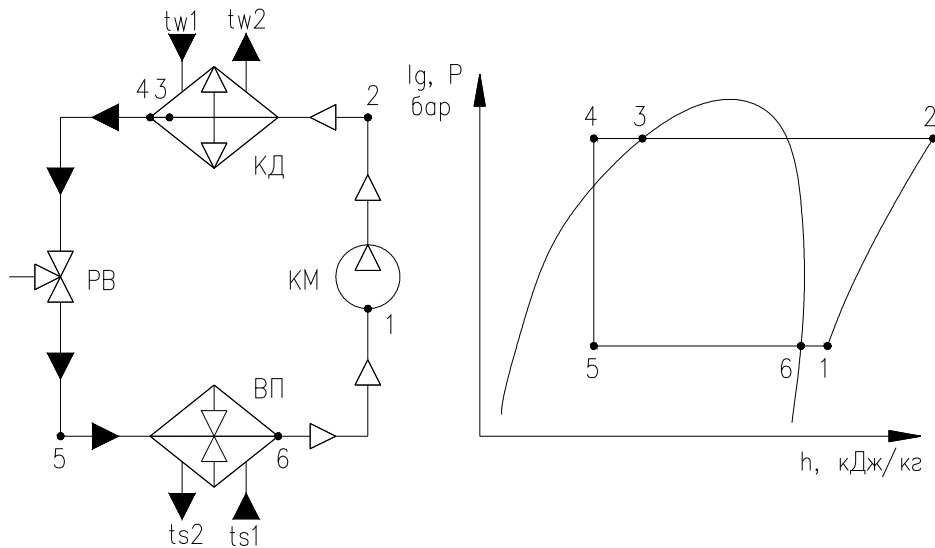 tw1 tw2
4 3
2
КД
РВ
КМ
1
ВП
5
6
ts2 ts1
lg, P
бар
4
3
2
5
6
1
h, кДж/кг